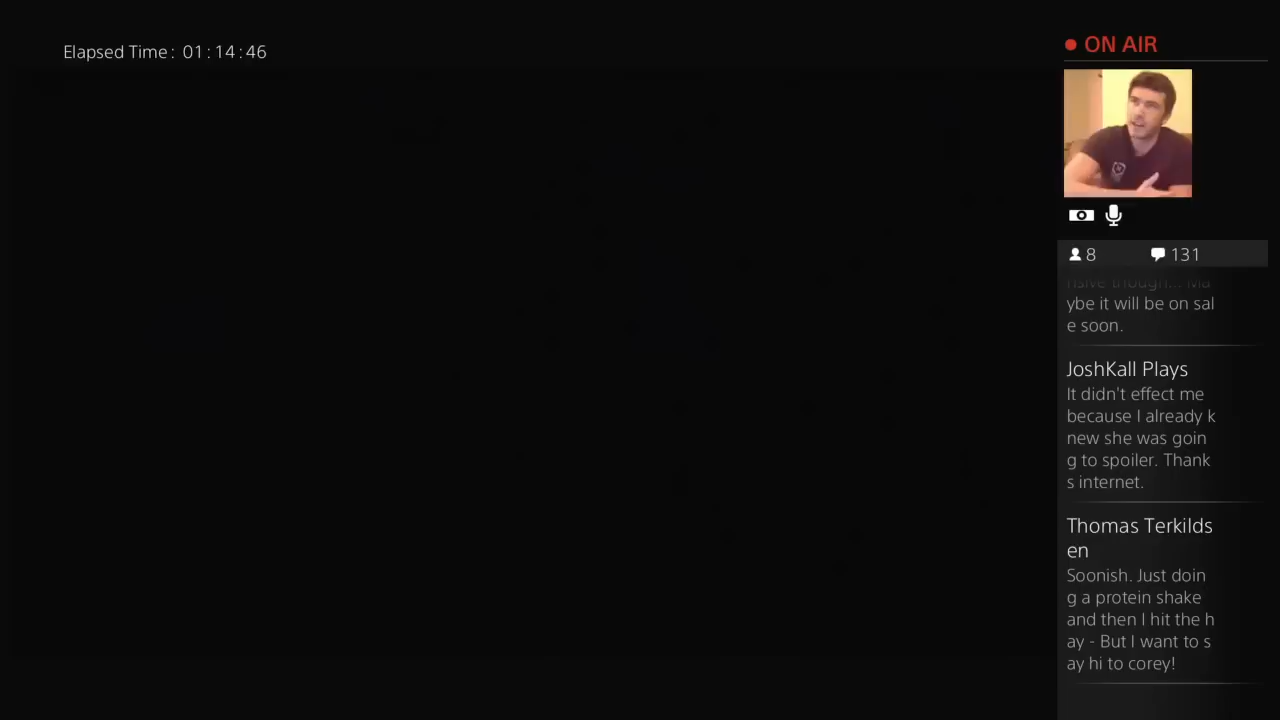 Elapsed Time: 01:14:46
ON AIR
8 131
ybe it will be on sal
e soon.
JoshKall Plays
It didn't effect me
because I already k
new she was goin
g to spoiler. Thank
s internet.
Thomas Terkilds
en
Soonish. Just doin
g a protein shake
and then I hit the h
ay - But I want to s
ay hi to corey!